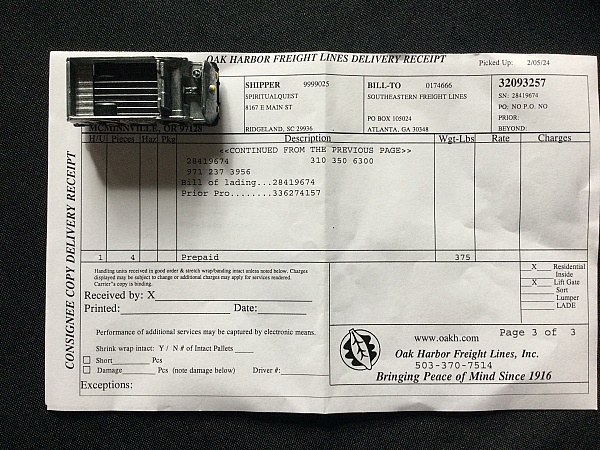 OAK HARBOR FREIGHT LINES DELIVERY RECEIPT
Picked Up: 2/05/24
SHIPPER 9999025
SPIRITUALQUEST
8167 E MAIN ST
RIDGELAND, SC 29936
BILL-TO 0174666
SOUTHEASTERN FREIGHT LINES
PO BOX 105024
ATLANTA, GA 30348
32093257
SN: 28419674
PO: NO P.O. NO
PRIOR:
BEYOND:
MCMINNVILLE, OR 97128
H/U Pieces Haz Pkg Description Wgt-Lbs Rate Charges
<<CONTINUED FROM THE PREVIOUS PAGE>>
28419674 310 350 6300
971 237 3956
Bill of lading...28419674
Prior Pro........336274157
1 4 Prepaid 375
Handling units received in good order & stretch wrap/banding intact unless noted below. Charges
displayed may be subject to change or additional charges may apply for services rendered.
Carrier's copy is binding.
Received by: X
Printed: Date:
Performance of additional services may be captured by electronic means.
Shrink wrap intact: Y / N # of Intact Pallets
Short Pcs
Damage Pcs (note damage below) Driver #:
Exceptions:
X Residential
Inside
X Lift Gate
Sort
Lumper
LADE
Page 3 of 3
www.oakh.com
Oak Harbor Freight Lines, Inc.
503-370-7514
Bringing Peace of Mind Since 1916
CONSIGNEE COPY DELIVERY RECEIPT